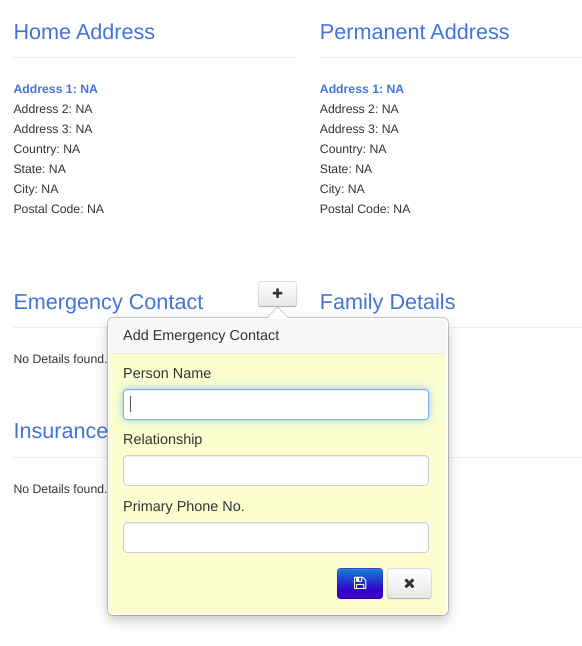 Home Address
Permanent Address
Address 1: NA
Address 2: NA
Address 3: NA
Country: NA
State: NA
City: NA
Postal Code: NA
Address 1: NA
Address 2: NA
Address 3: NA
Country: NA
State: NA
City: NA
Postal Code: NA
Emergency Contact
Family Details
No Details found.
Add Emergency Contact
Person Name
Relationship
Primary Phone No.
Insurance
No Details found.